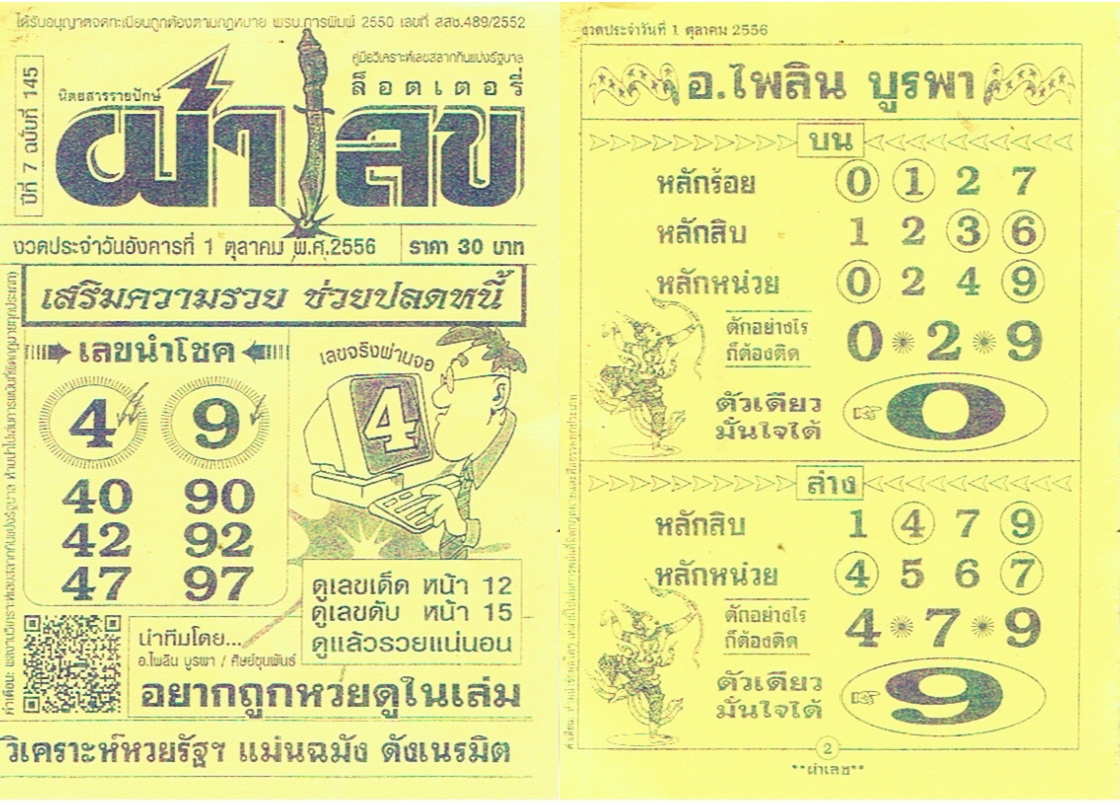 ได้รับอนุญาตจดทะเบียนถูกต้องตามกฎหมาย พรบ.การพิมพ์ 2550 เลขที่ สสช.489/2552
คู่มือวิเคราะห์เลขสลากกินแบ่งรัฐบาล
ล็อตเตอรี่
นิตยสารรายปักษ์
ปีที่ 7 ฉบับที่ 145
ผ่าเลข
งวดประจำวันอังคารที่ 1 ตุลาคม พ.ศ.2556
ราคา 30 บาท
เสริมความรวย ช่วยปลดหนี้
เลขนำโชค
4 9
40 90
42 92
47 97
เลขจริงผ่านจอ
4
ดูเลขเด็ด หน้า 12
ดูเลขดับ หน้า 15
ดูแล้วรวยแน่นอน
นำทีมโดย...
อ.ไพลิน บูรพา / ศิษย์ขุนพันธ์
อยากถูกหวยดูในเล่ม
วิเคราะห์หวยรัฐฯ แม่นฉมัง ดังเนรมิต
งวดประจำวันที่ 1 ตุลาคม 2556
อ.ไพลิน บูรพา
บน
หลักร้อย 0 1 2 7
หลักสิบ 1 2 3 6
หลักหน่วย 0 2 4 9
ดักอย่างไร
ก็ต้องติด
0 * 2 * 9
ตัวเดียว
มั่นใจได้
0
ล่าง
หลักสิบ 1 4 7 9
หลักหน่วย 4 5 6 7
ดักอย่างไร
ก็ต้องติด
4 * 7 * 9
ตัวเดียว
มั่นใจได้
9
2
**ผ่าเลข**